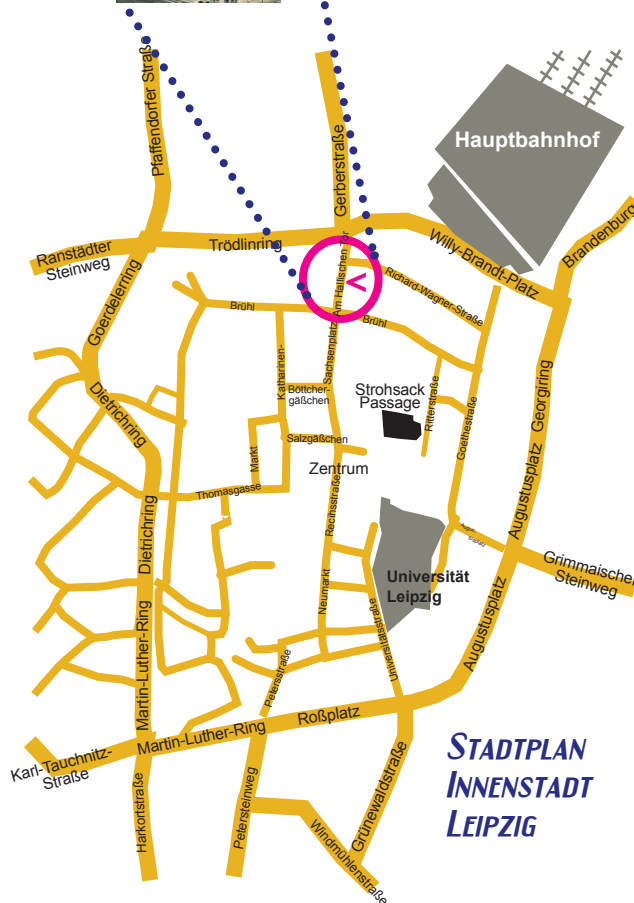 Pfaffendorfer Straße
Gerberstraße
Hauptbahnhof
Brandenburg
Ranstädter
Steinweg
Trödlinring
Willy-Brandt-Platz
Goerdelerring
Am Hallischen Tor
<
Richard-Wagner-Straße
Brühl
Brühl
Sachsenplatz
Katharinen-
Böttcher-
gäßchen
Strohsack
Passage
Ritterstraße
Goethestraße
Georgiring
Dietrichring
Markt
Salzgäßchen
Zentrum
Thomasgasse
Augustusplatz
Dietrichring
Grimmaischer
Steinweg
Universität
Leipzig
Neumarkt
Universitätsstraße
Augustusplatz
Martin-Luther-Ring
Petersstraße
Roßplatz
Martin-Luther-Ring
Karl-Tauchnitz-
Straße
Harkortstraße
Petersteinweg
Grünewaldstraße
Windmühlenstraße
STADTPLAN
INNENSTADT
LEIPZIG